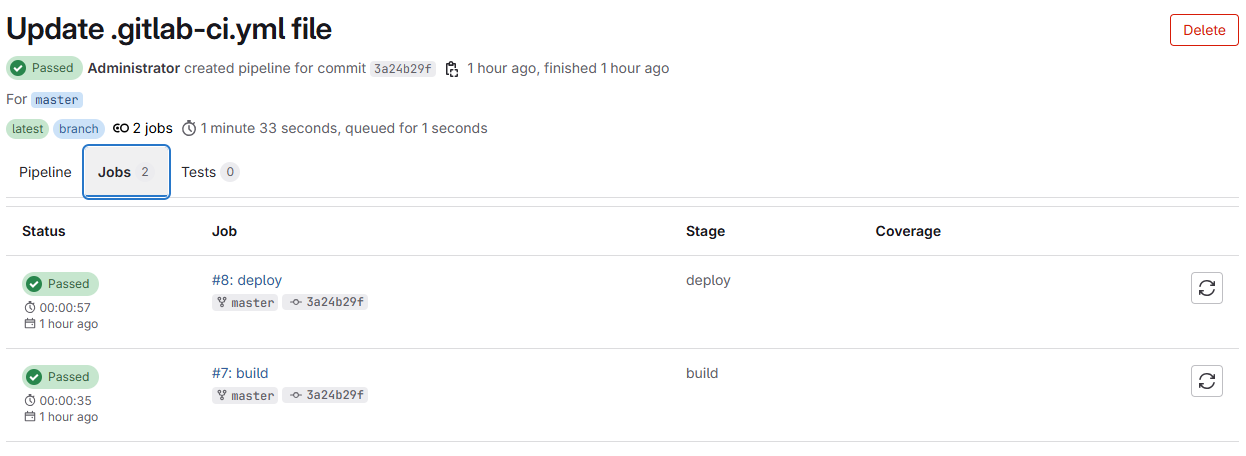 Update .gitlab-ci.yml file
Delete
Passed Administrator created pipeline for commit 3a24b29f 1 hour ago, finished 1 hour ago
For master
latest branch 2 jobs 1 minute 33 seconds, queued for 1 seconds
Pipeline Jobs 2 Tests 0
Status Job Stage Coverage
Passed #8: deploy deploy
master 3a24b29f
00:00:57
1 hour ago
Passed #7: build build
master 3a24b29f
00:00:35
1 hour ago